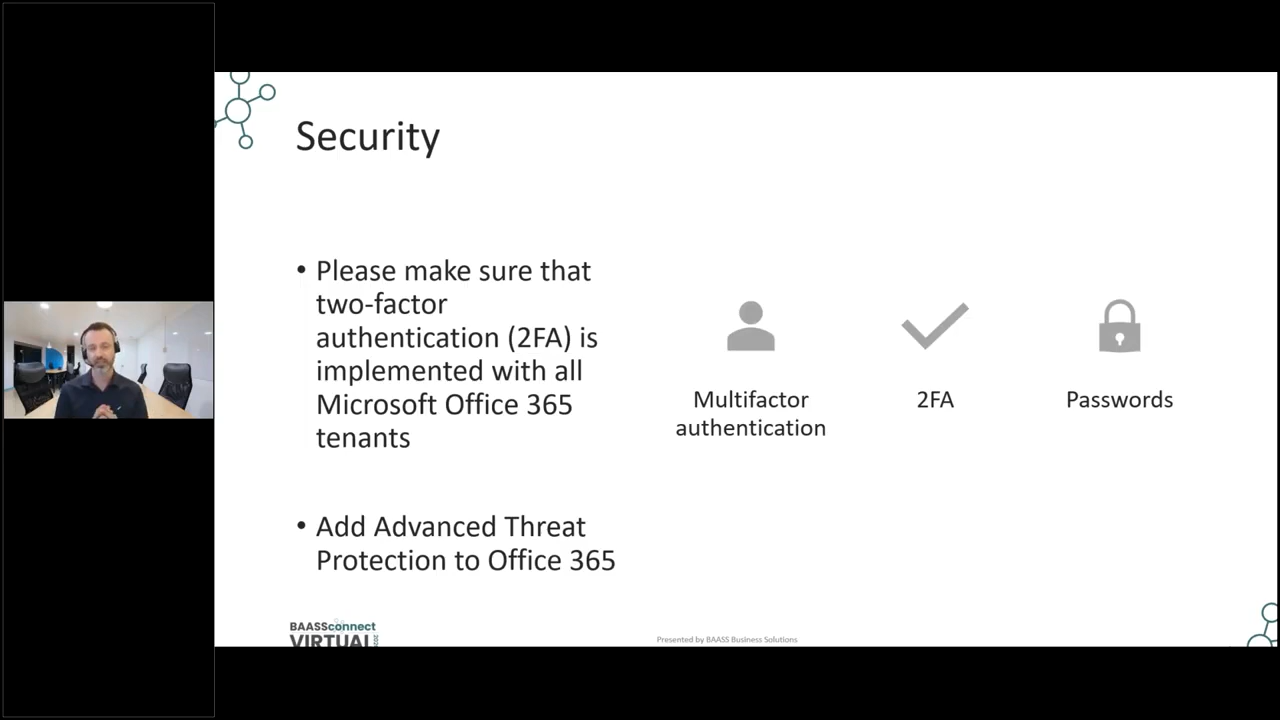 Security
• Please make sure that
two-factor
authentication (2FA) is
implemented with all
Microsoft Office 365
tenants
• Add Advanced Threat
Protection to Office 365
Multifactor
authentication
2FA
Passwords
BAASSconnect
VIRTUAL
Presented by BAASS Business Solutions